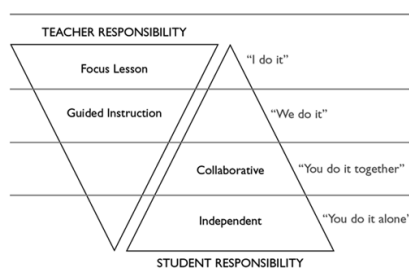 TEACHER RESPONSIBILITY
Focus Lesson
"I do it"
Guided Instruction
"We do it"
Collaborative
"You do it together"
Independent
"You do it alone"
STUDENT RESPONSIBILITY